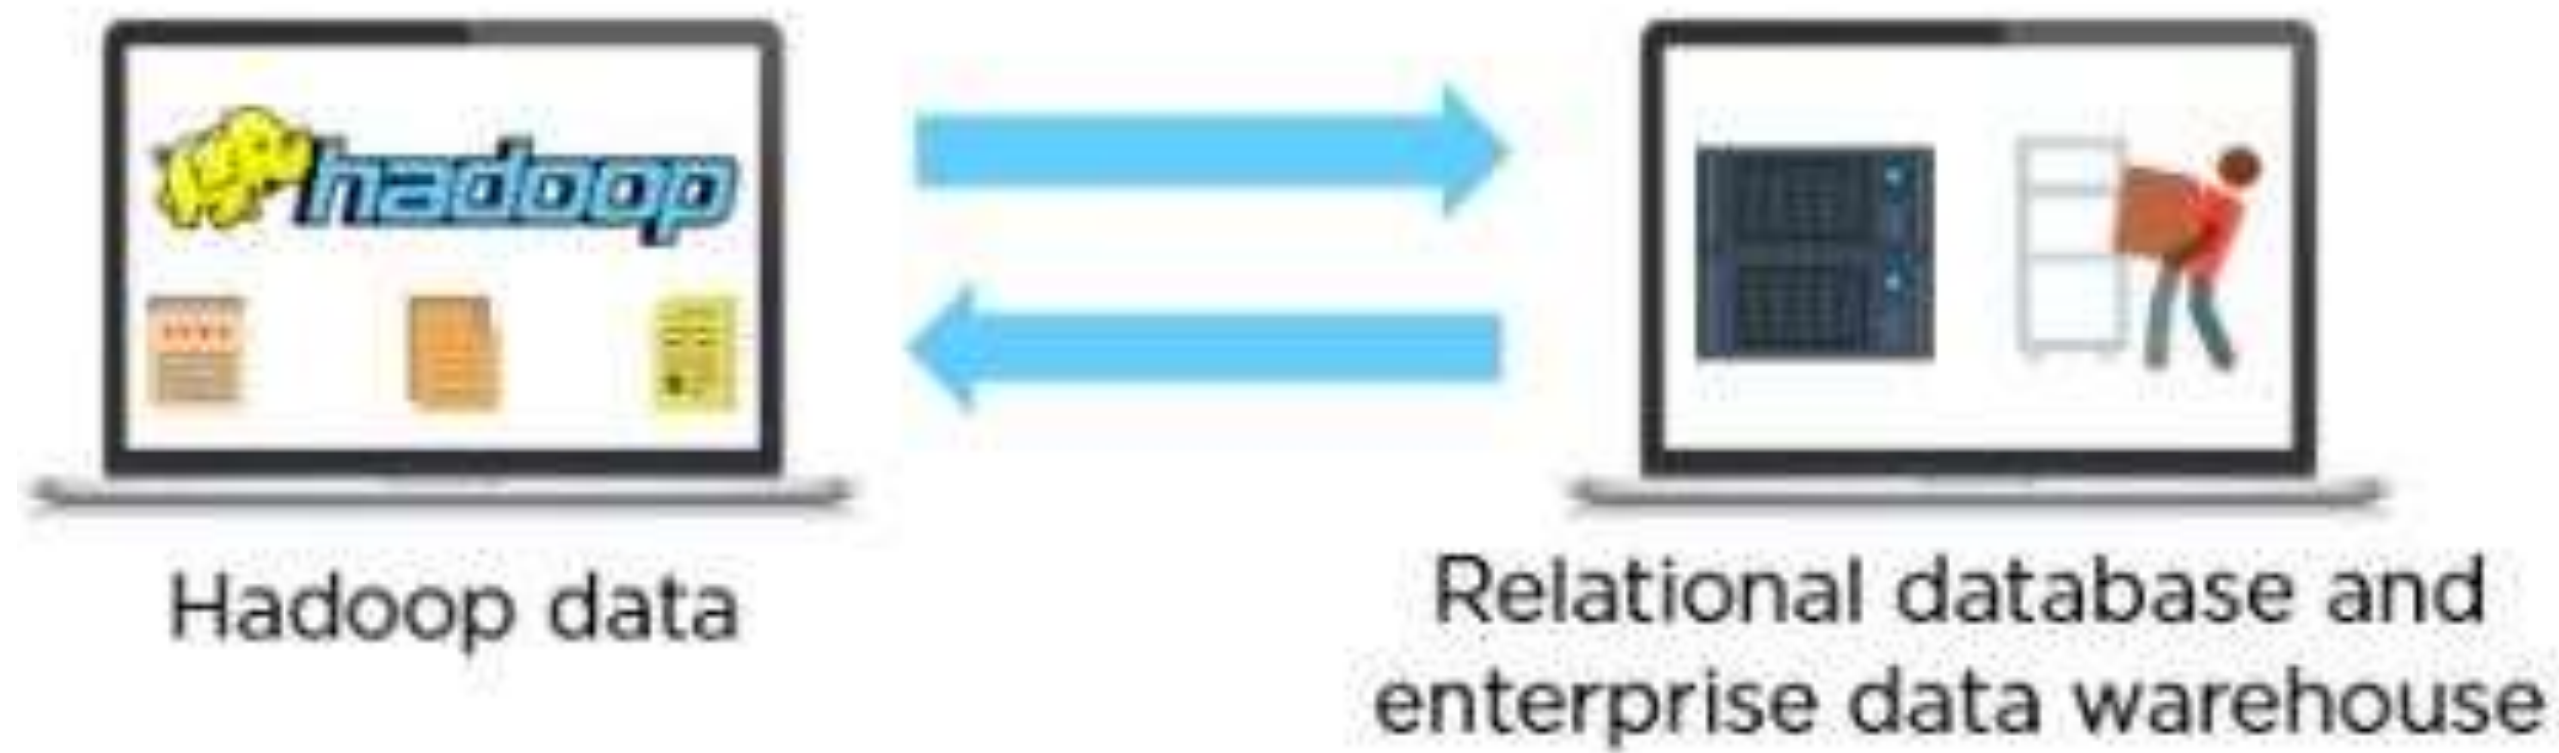 hadoop
Hadoop data
Relational database and
enterprise data warehouse